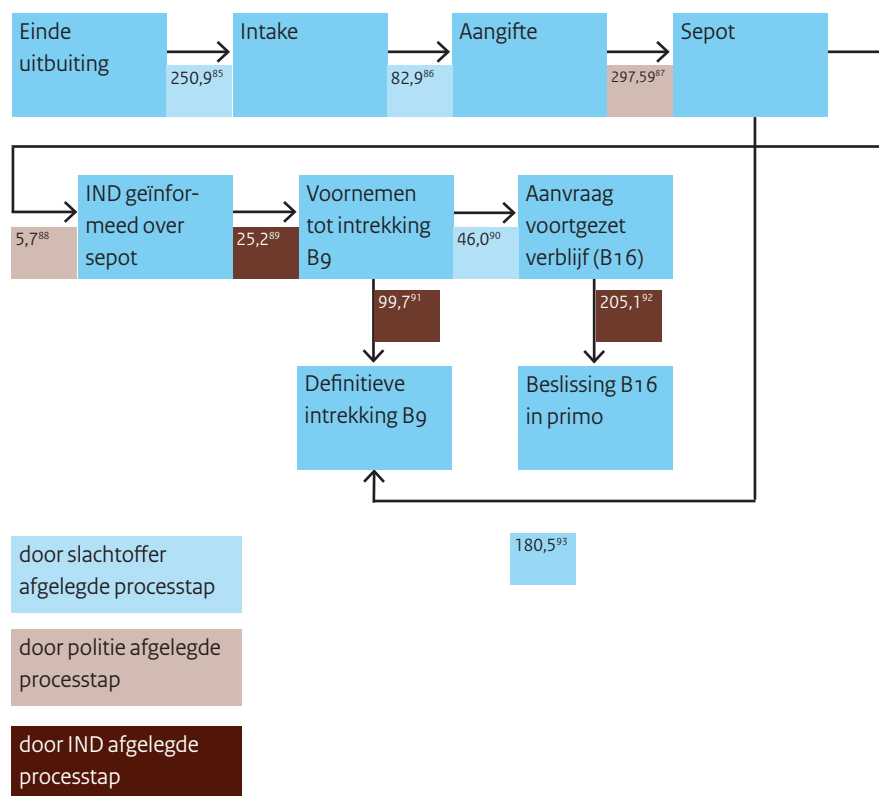 Einde
uitbuiting
250,9⁸⁵
Intake
82,9⁸⁶
Aangifte
297,59⁸⁷
Sepot
5,7⁸⁸
IND geïnfor-
meed over
sepot
25,2⁸⁹
Voornemen
tot intrekking
B9
46,0⁹⁰
Aanvraag
voortgezet
verblijf (B16)
99,7⁹¹
205,1⁹²
Definitieve
intrekking B9
Beslissing B16
in primo
180,5⁹³
door slachtoffer
afgelegde processtap
door politie afgelegde
processtap
door IND afgelegde
processtap